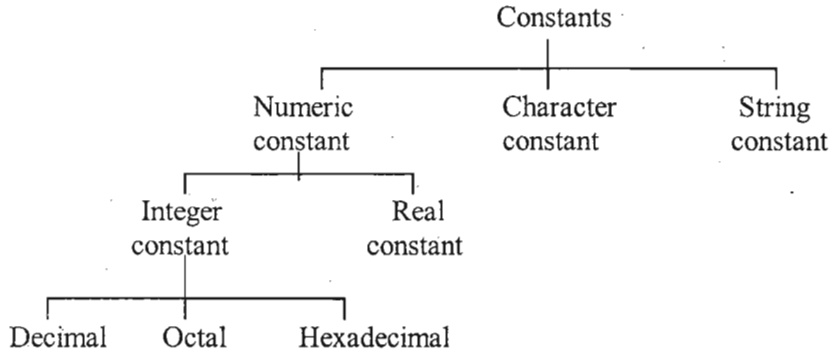 Constants
Numeric constant
Character constant
String constant
Integer constant
Real constant
Decimal
Octal
Hexadecimal